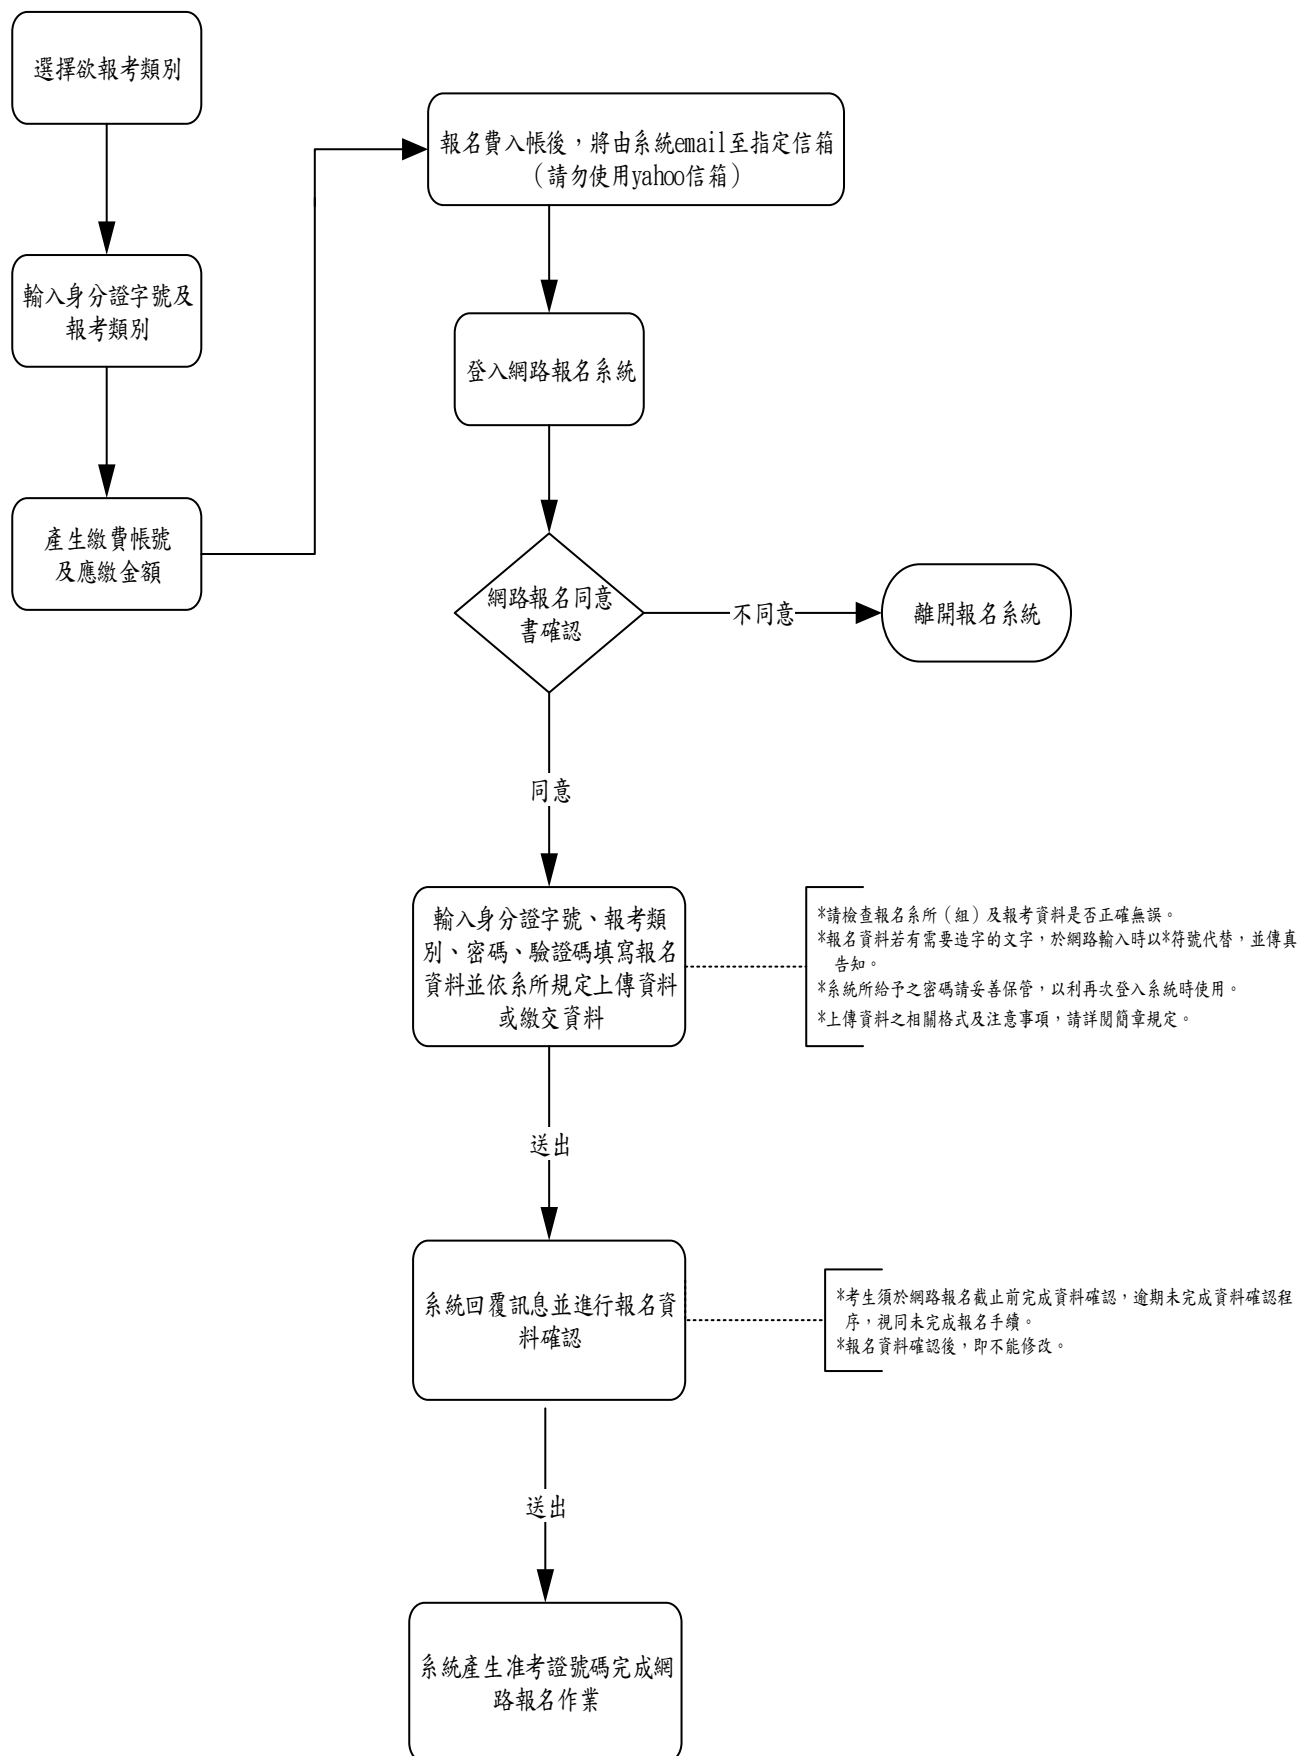 選擇欲報考類別
輸入身分證字號及
報考類別
產生繳費帳號
及應繳金額
報名費入帳後，將由系統email至指定信箱
（請勿使用yahoo信箱）
登入網路報名系統
網路報名同意
書確認
不同意
離開報名系統
同意
輸入身分證字號、報考類
別、密碼、驗證碼填寫報名
資料並依系所規定上傳資料
或繳交資料
*請檢查報名系所（組）及報考資料是否正確無誤。
*報名資料若有需要造字的文字，於網路輸入時以*符號代替，並傳真
告知。
*系統所給予之密碼請妥善保管，以利再次登入系統時使用。
*上傳資料之相關格式及注意事項，請詳閱簡章規定。
送出
系統回覆訊息並進行報名資
料確認
*考生須於網路報名截止前完成資料確認，逾期未完成資料確認程
序，視同未完成報名手續。
*報名資料確認後，即不能修改。
送出
系統產生准考證號碼完成網
路報名作業